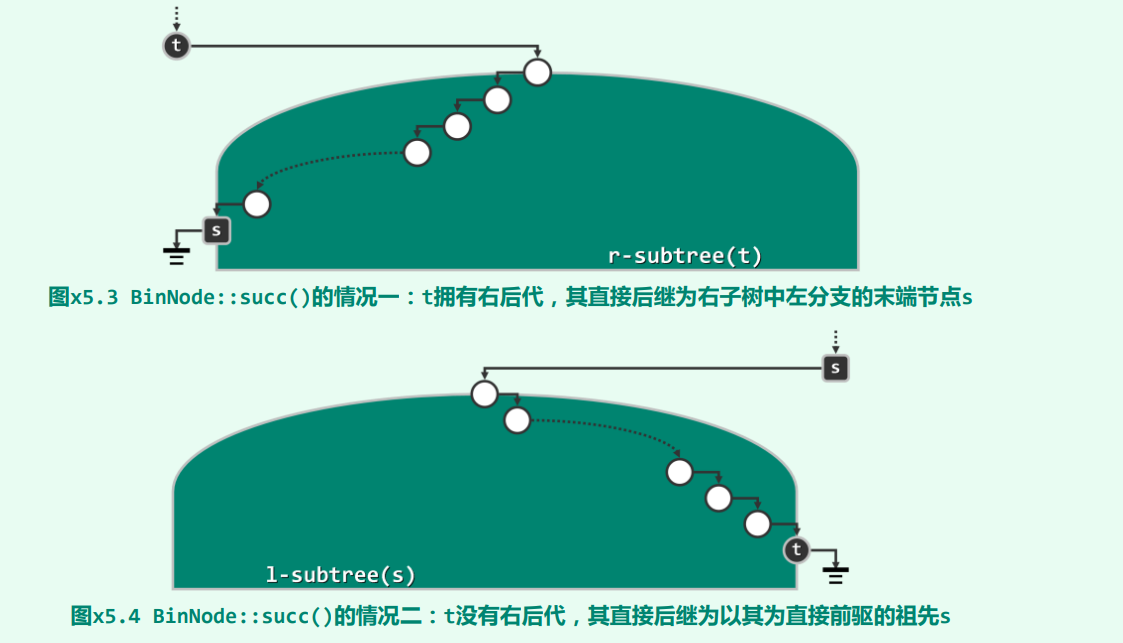 t
s
r-subtree(t)
图x5.3 BinNode::succ()的情况一：t拥有右后代，其直接后继为右子树中左分支的末端节点s
s
t
l-subtree(s)
图x5.4 BinNode::succ()的情况二：t没有右后代，其直接后继为以其为直接前驱的祖先s